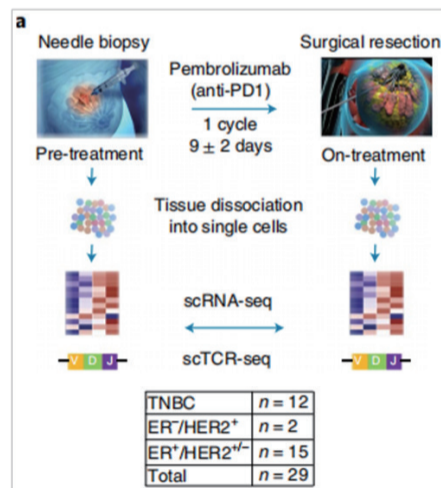 a
Needle biopsy
Surgical resection
Pembrolizumab
(anti-PD1)
1 cycle
9 ± 2 days
Pre-treatment
On-treatment
Tissue dissociation
into single cells
scRNA-seq
scTCR-seq
V D J
V D J
TNBC n = 12
ER⁻/HER2⁺ n = 2
ER⁺/HER2⁺/⁻ n = 15
Total n = 29